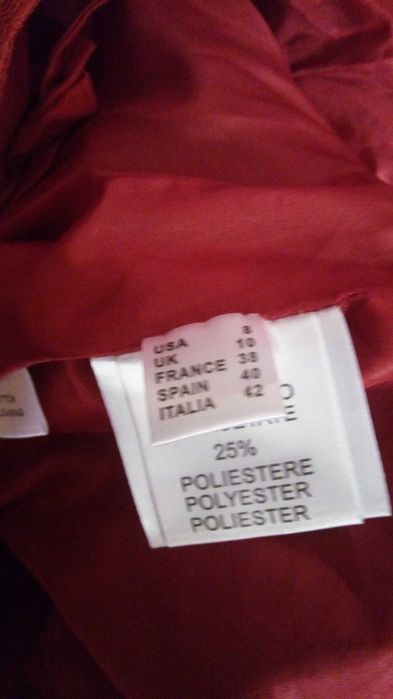 USA 8
UK 10
FRANCE 38
SPAIN 40
ITALIA 42
25%
POLIESTERE
POLYESTER
POLIESTER